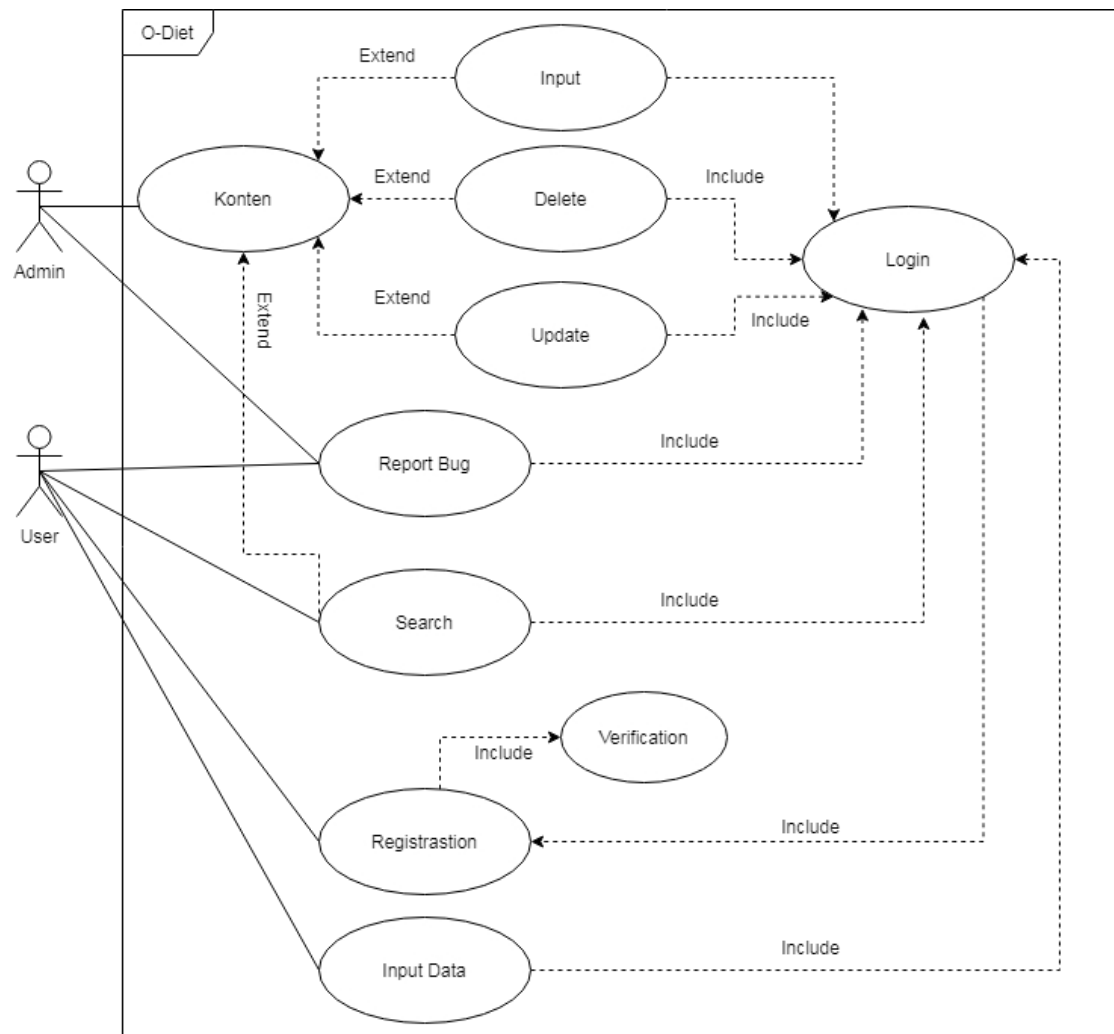 O-Diet
Extend
Input
Extend
Delete
Include
Konten
Login
Admin
Extend
Extend
Update
Include
Report Bug
Include
User
Search
Include
Verification
Include
Registrastion
Include
Input Data
Include